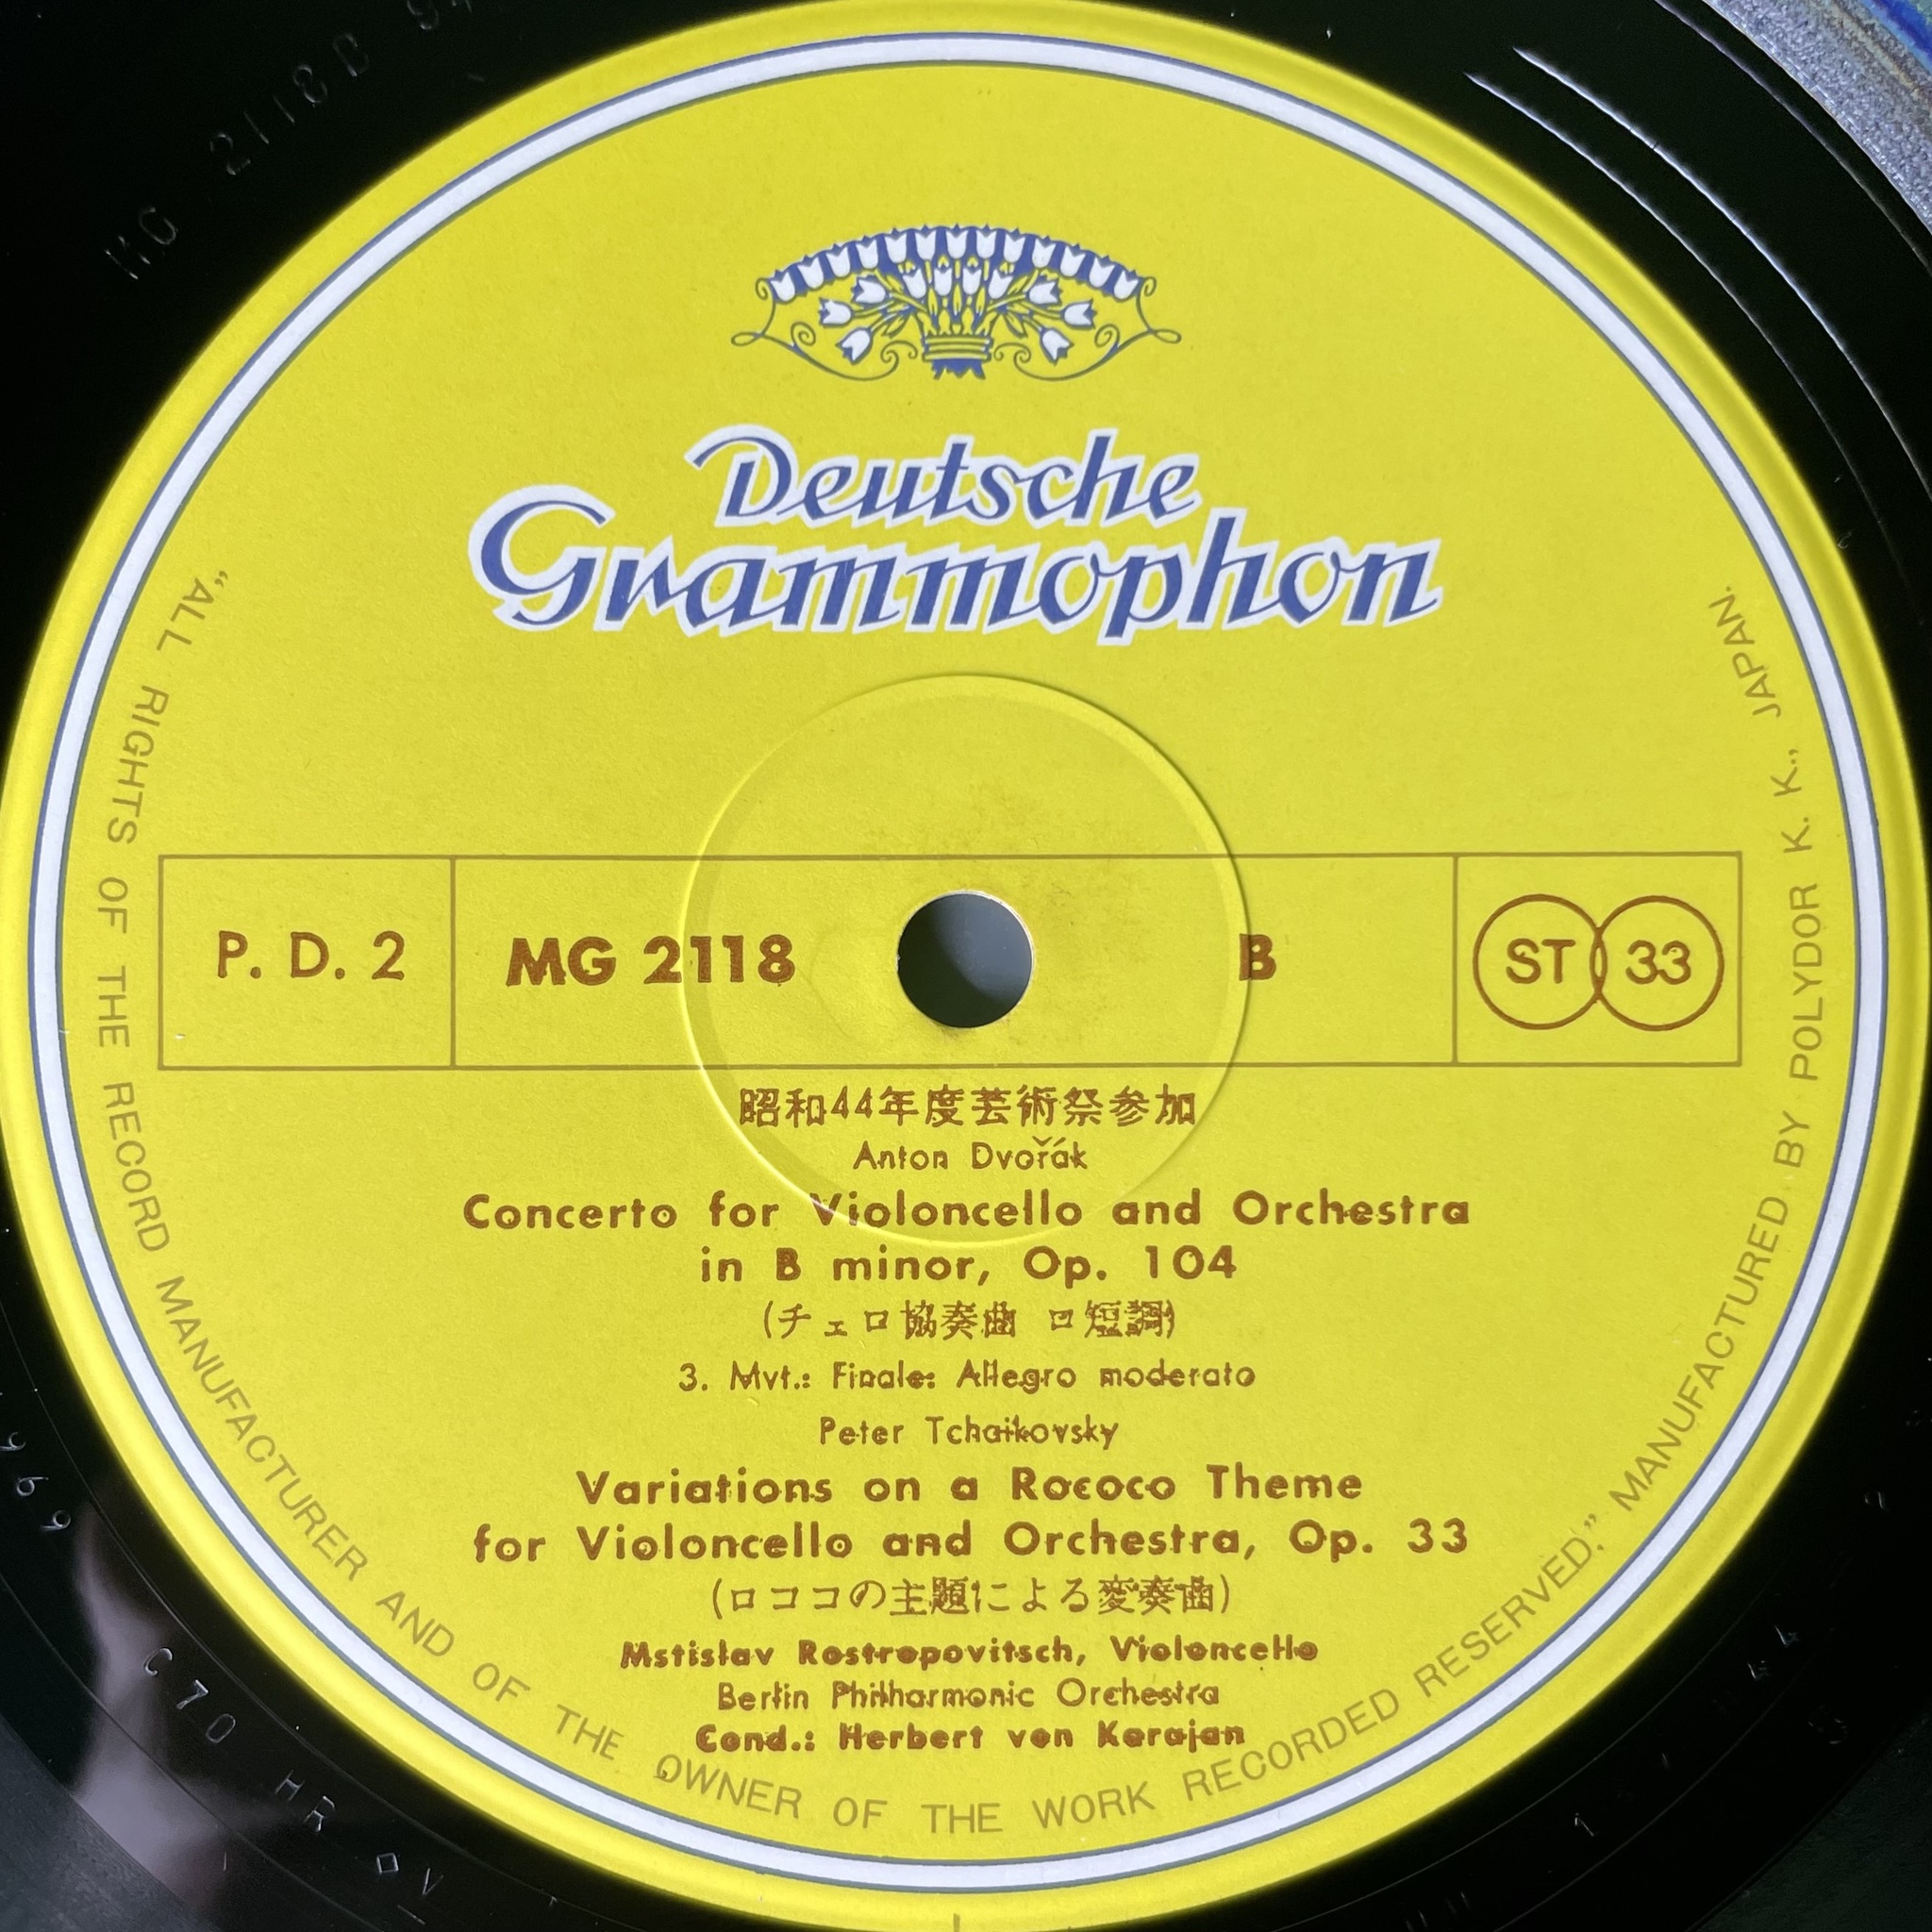 Deutsche
Grammophon
P. D. 2
MG 2118
B
ST 33
昭和44年度芸術祭参加
Anton Dvořák
Concerto for Violoncello and Orchestra
in B minor, Op. 104
(チェロ協奏曲 ロ短調)
3. Mvt.: Finale: Allegro moderato
Peter Tchaikovsky
Variations on a Rococo Theme
for Violoncello and Orchestra, Op. 33
(ロココの主題による変奏曲)
Mstislav Rostropovitsch, Violoncello
Berlin Philharmonic Orchestra
Cond.: Herbert von Karajan
"ALL RIGHTS OF THE RECORD MANUFACTURER AND OF THE OWNER OF THE WORK RECORDED RESERVED," MANUFACTURED BY POLYDOR K. K., JAPAN.
MG 2118B
C70 HR